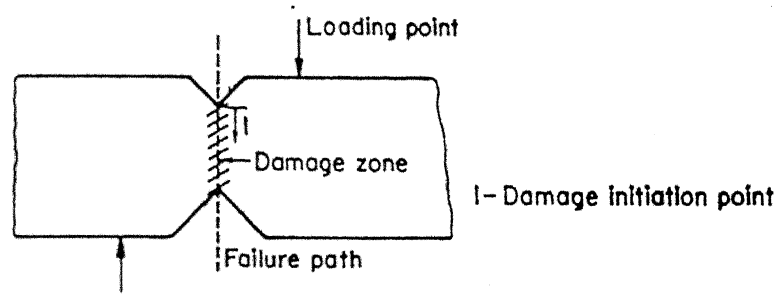 Loading point
I
Damage zone
I- Damage initiation point
Failure path